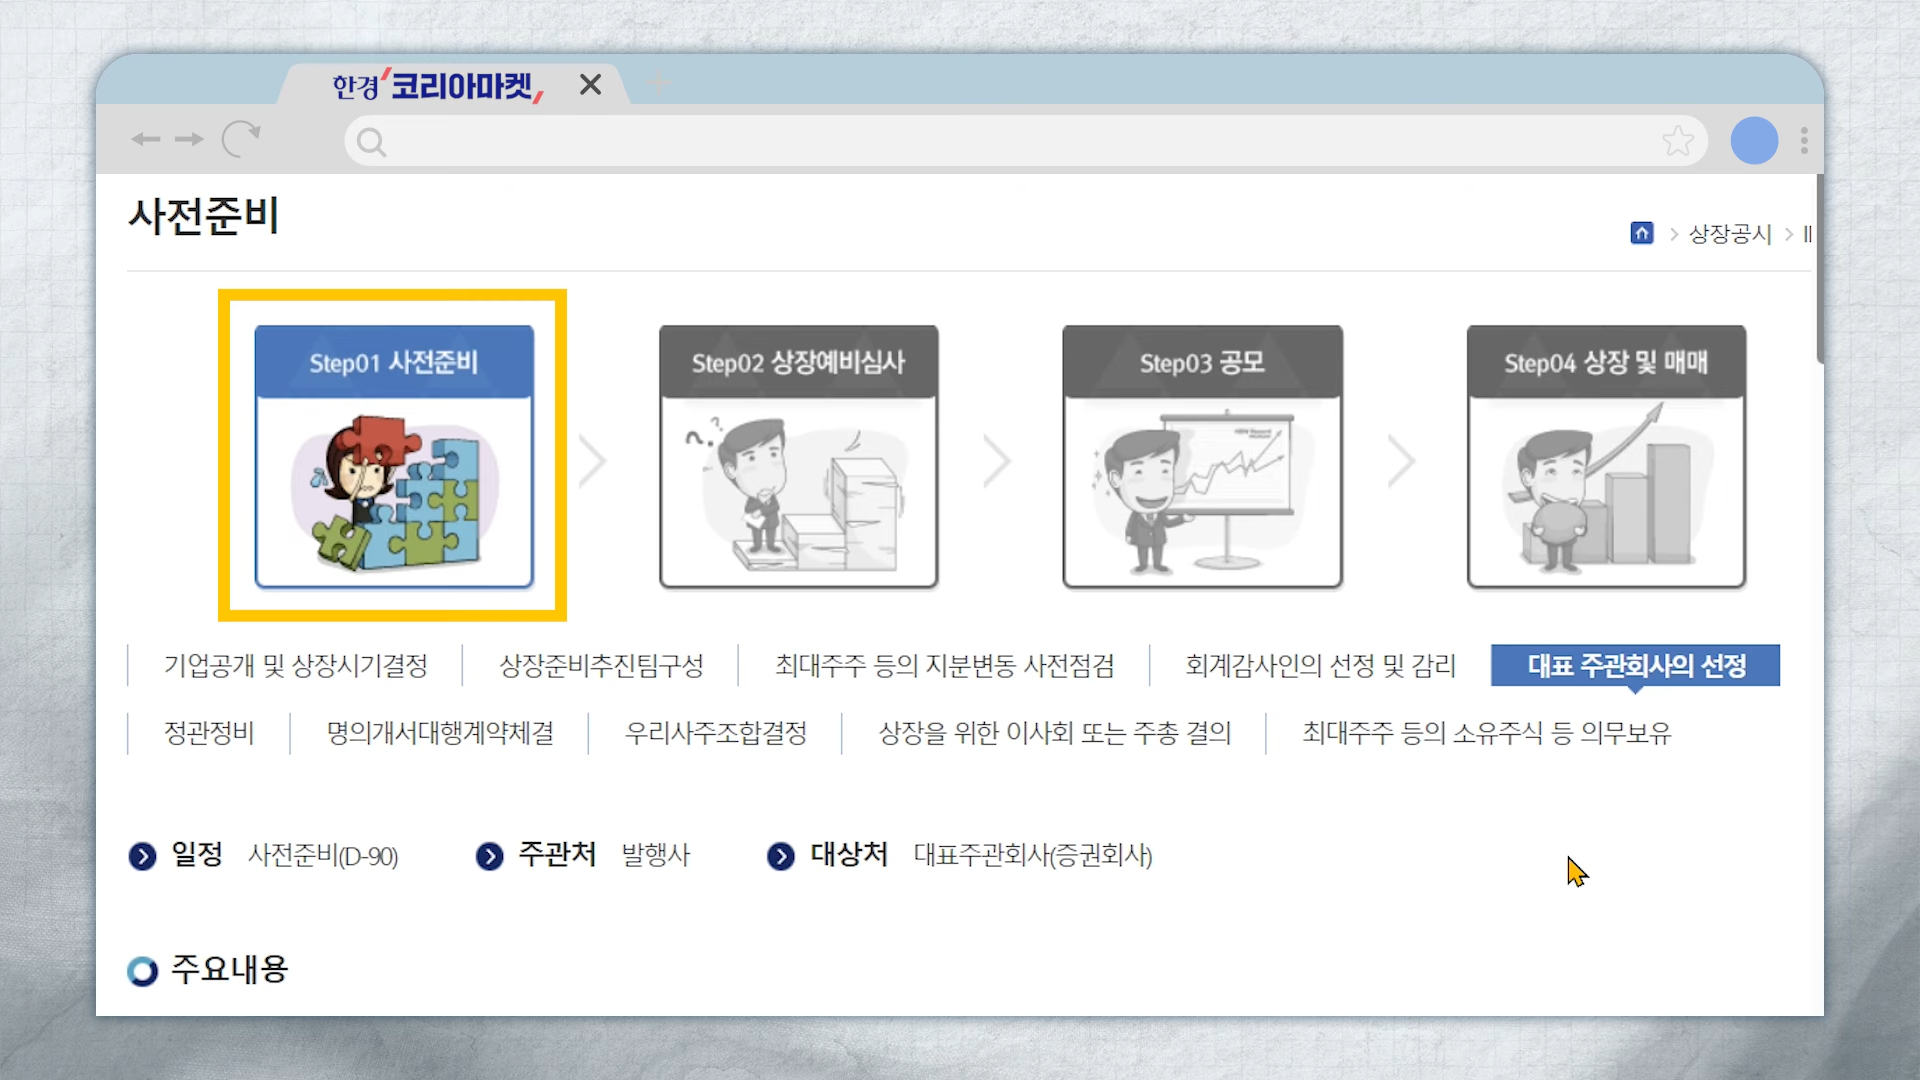 한경 코리아마켓
사전준비
상장공시
Step01 사전준비
Step02 상장예비심사
Step03 공모
Step04 상장 및 매매
기업공개 및 상장시기결정
상장준비추진팀구성
최대주주 등의 지분변동 사전점검
회계감사인의 선정 및 감리
대표 주관회사의 선정
정관정비
명의개서대행계약체결
우리사주조합결정
상장을 위한 이사회 또는 주총 결의
최대주주 등의 소유주식 등 의무보유
일정 사전준비(D-90)
주관처 발행사
대상처 대표주관회사(증권회사)
주요내용